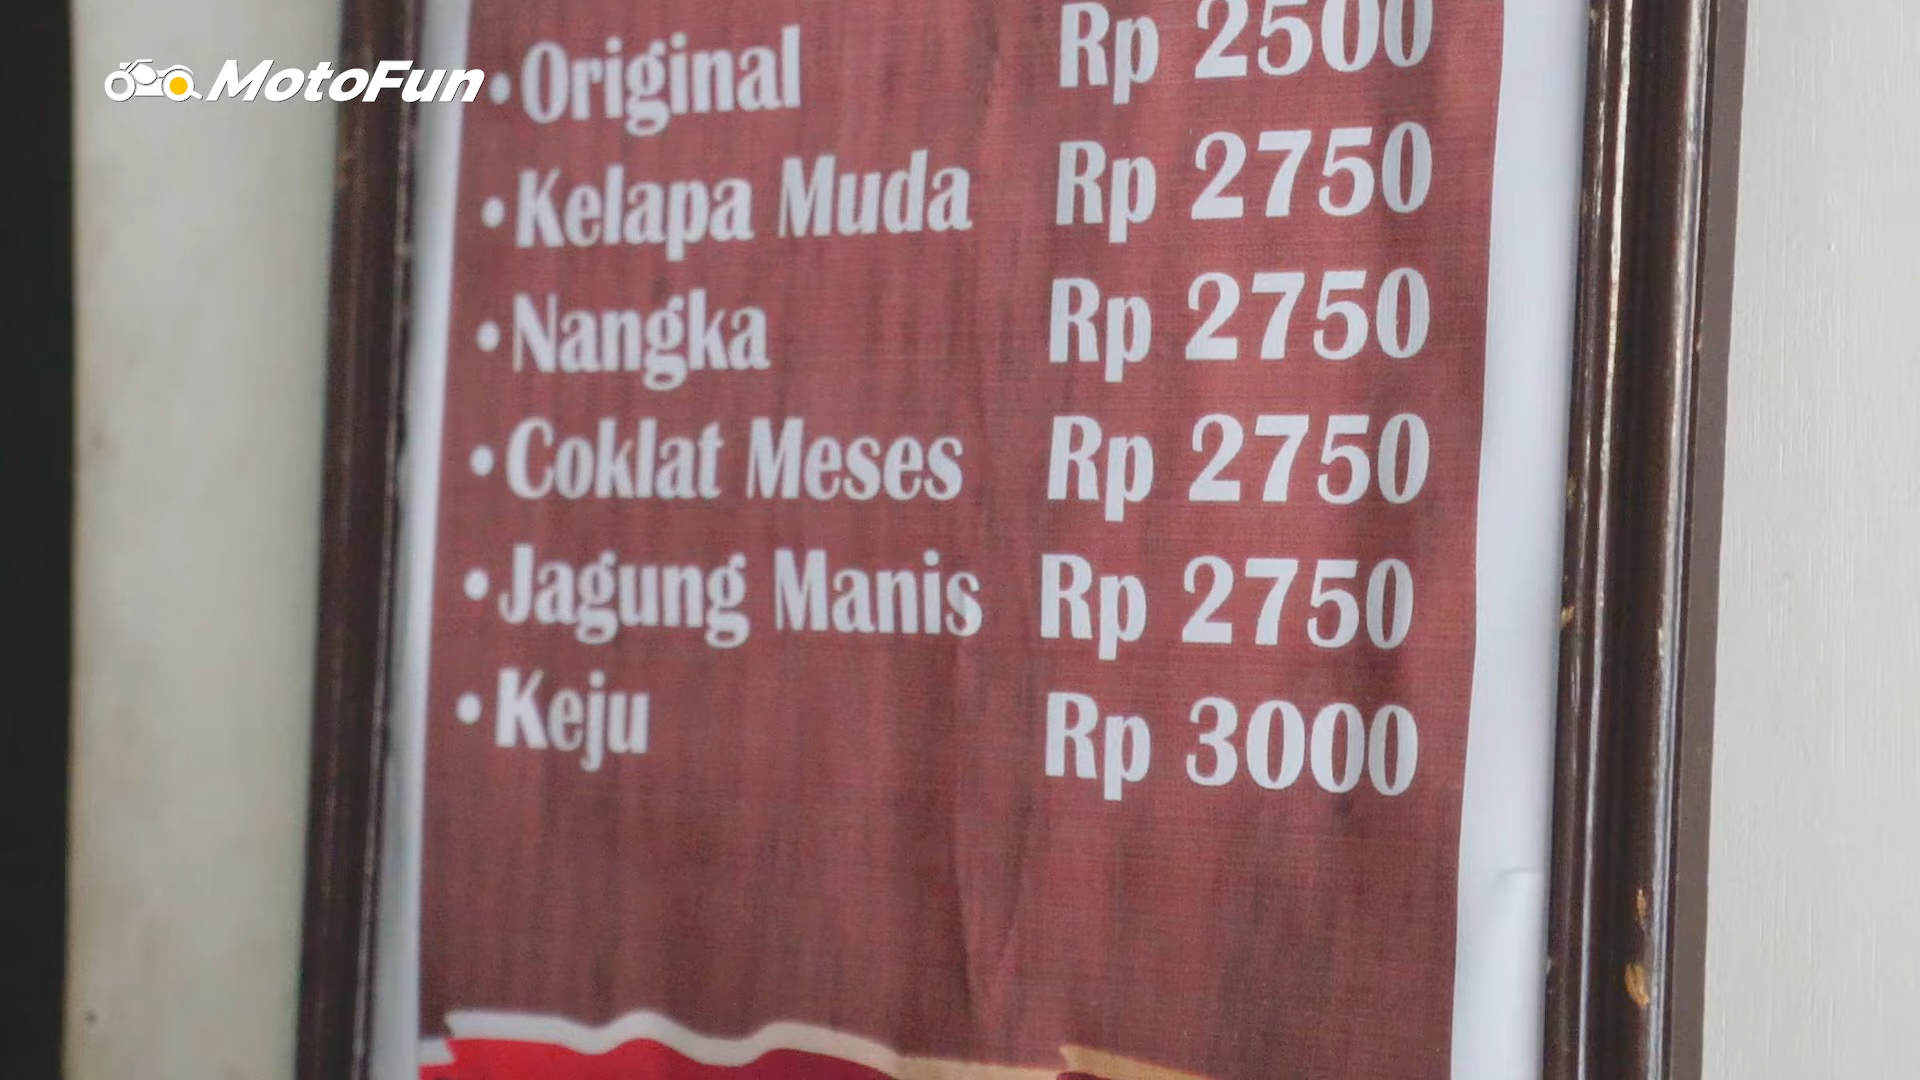 MotoFun
• Original Rp 2500
• Kelapa Muda Rp 2750
• Nangka Rp 2750
• Coklat Meses Rp 2750
• Jagung Manis Rp 2750
• Keju Rp 3000